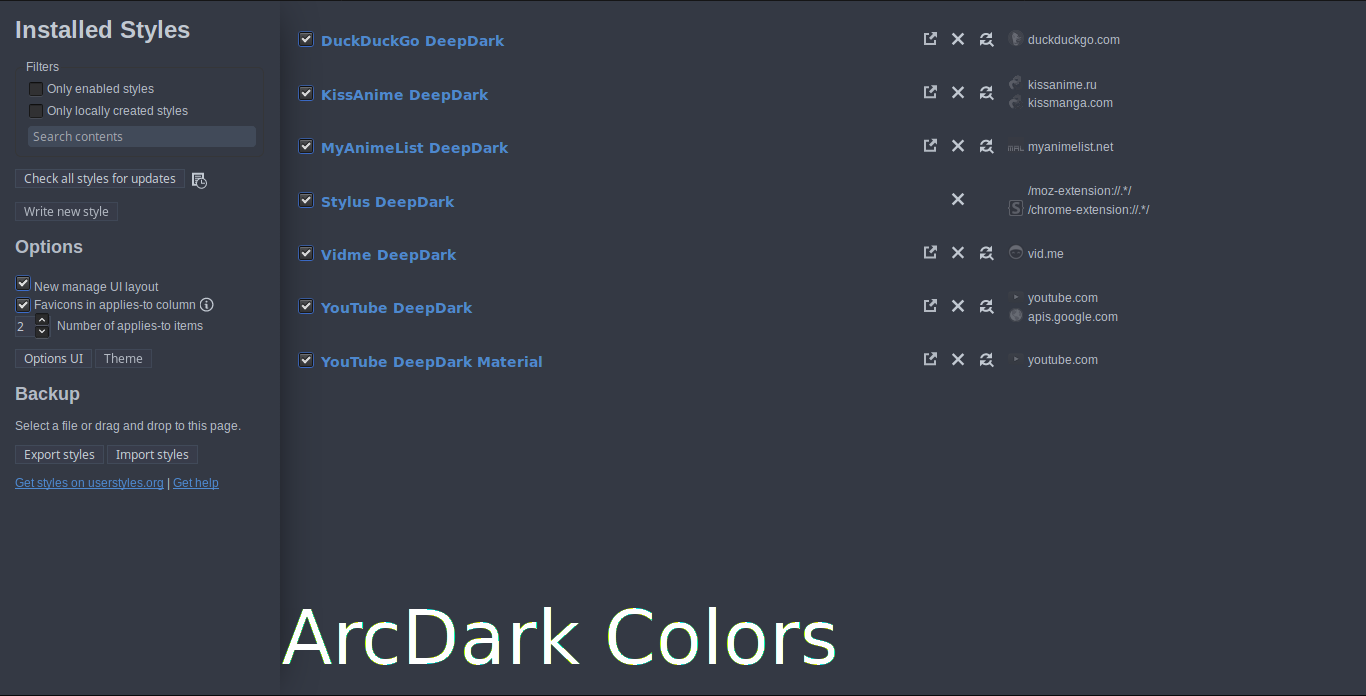 Installed Styles
Filters
Only enabled styles
Only locally created styles
Search contents
Check all styles for updates
Write new style
Options
New manage UI layout
Favicons in applies-to column
2 Number of applies-to items
Options UI Theme
Backup
Select a file or drag and drop to this page.
Export styles Import styles
Get styles on userstyles.org | Get help
DuckDuckGo DeepDark duckduckgo.com
KissAnime DeepDark kissanime.ru
kissmanga.com
MyAnimeList DeepDark MAL myanimelist.net
Stylus DeepDark /moz-extension://.*/
S /chrome-extension://.*/
Vidme DeepDark vid.me
YouTube DeepDark youtube.com
apis.google.com
YouTube DeepDark Material youtube.com
ArcDark Colors